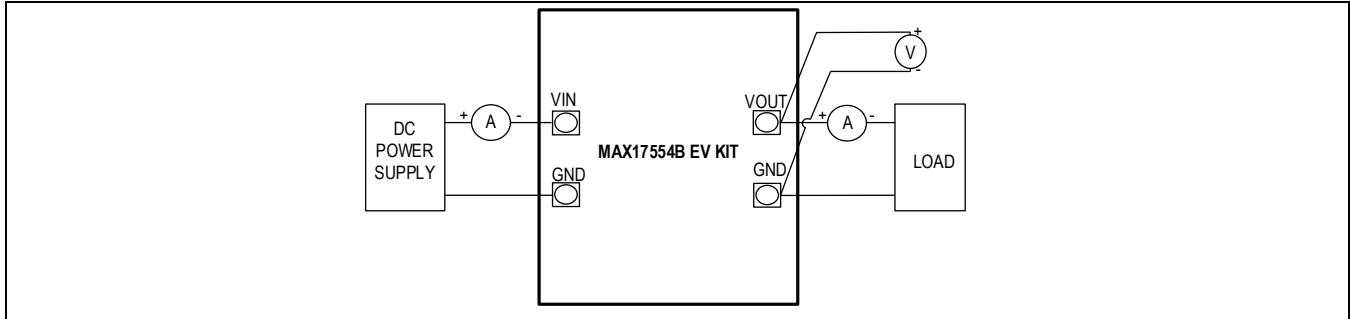 DC
POWER
SUPPLY
+ A -
VIN
GND
MAX17554B EV KIT
VOUT
GND
+ V -
+ A -
LOAD